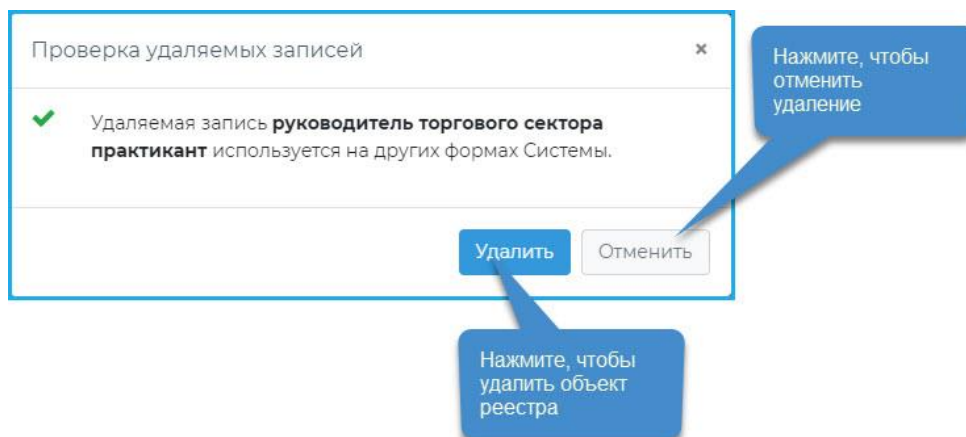 Проверка удаляемых записей ×
Нажмите, чтобы
отменить
удаление
Удаляемая запись руководитель торгового сектора
практикант используется на других формах Системы.
Удалить Отменить
Нажмите, чтобы
удалить объект
реестра